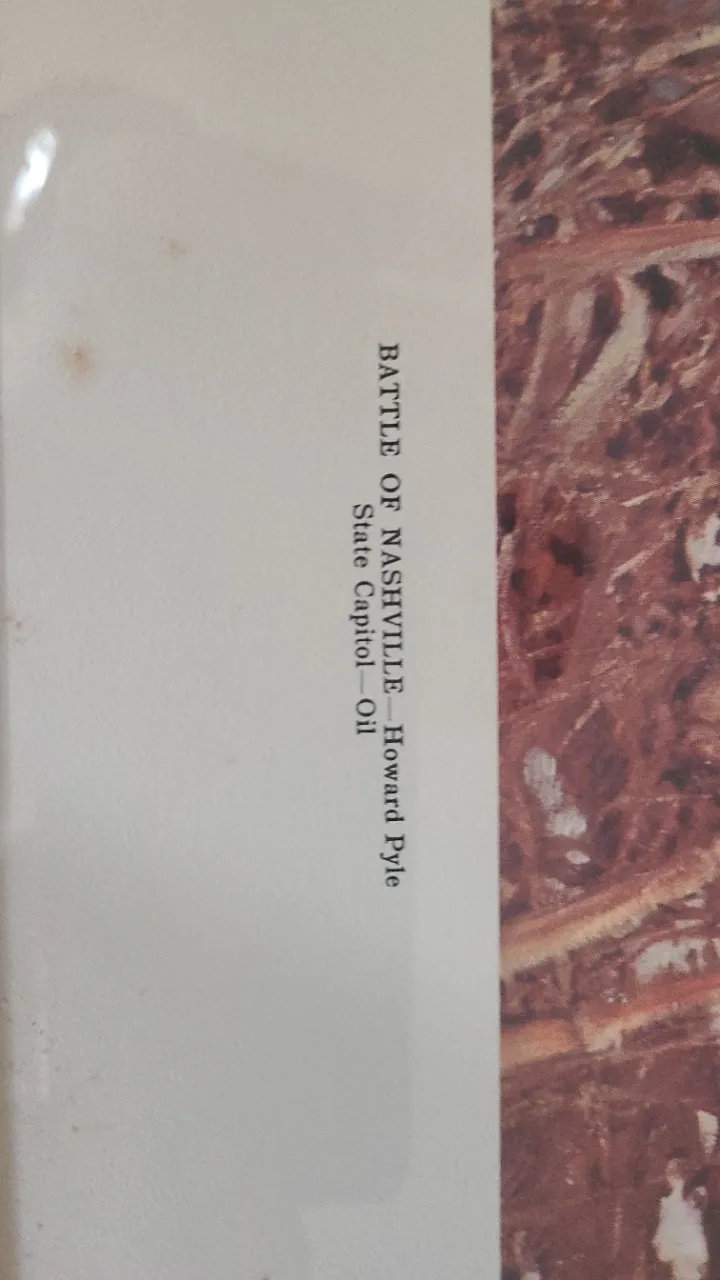 BATTLE OF NASHVILLE—Howard Pyle
State Capitol—Oil